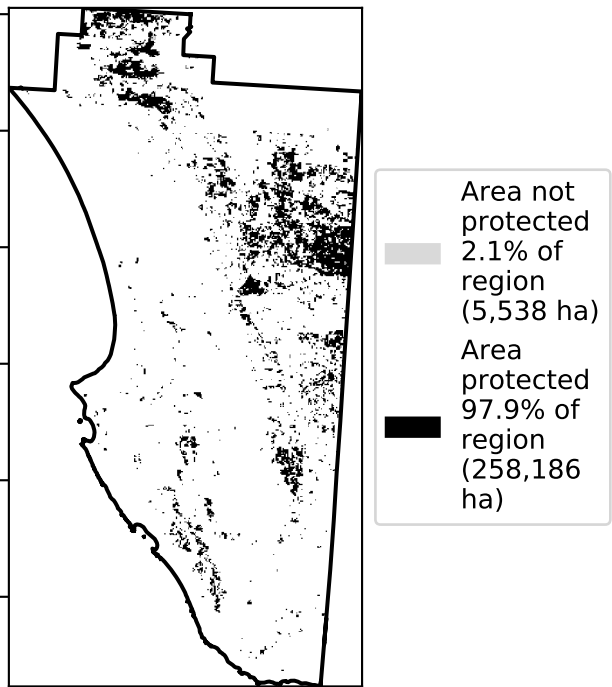 Area not
protected
2.1% of
region
(5,538 ha)
Area
protected
97.9% of
region
(258,186
ha)